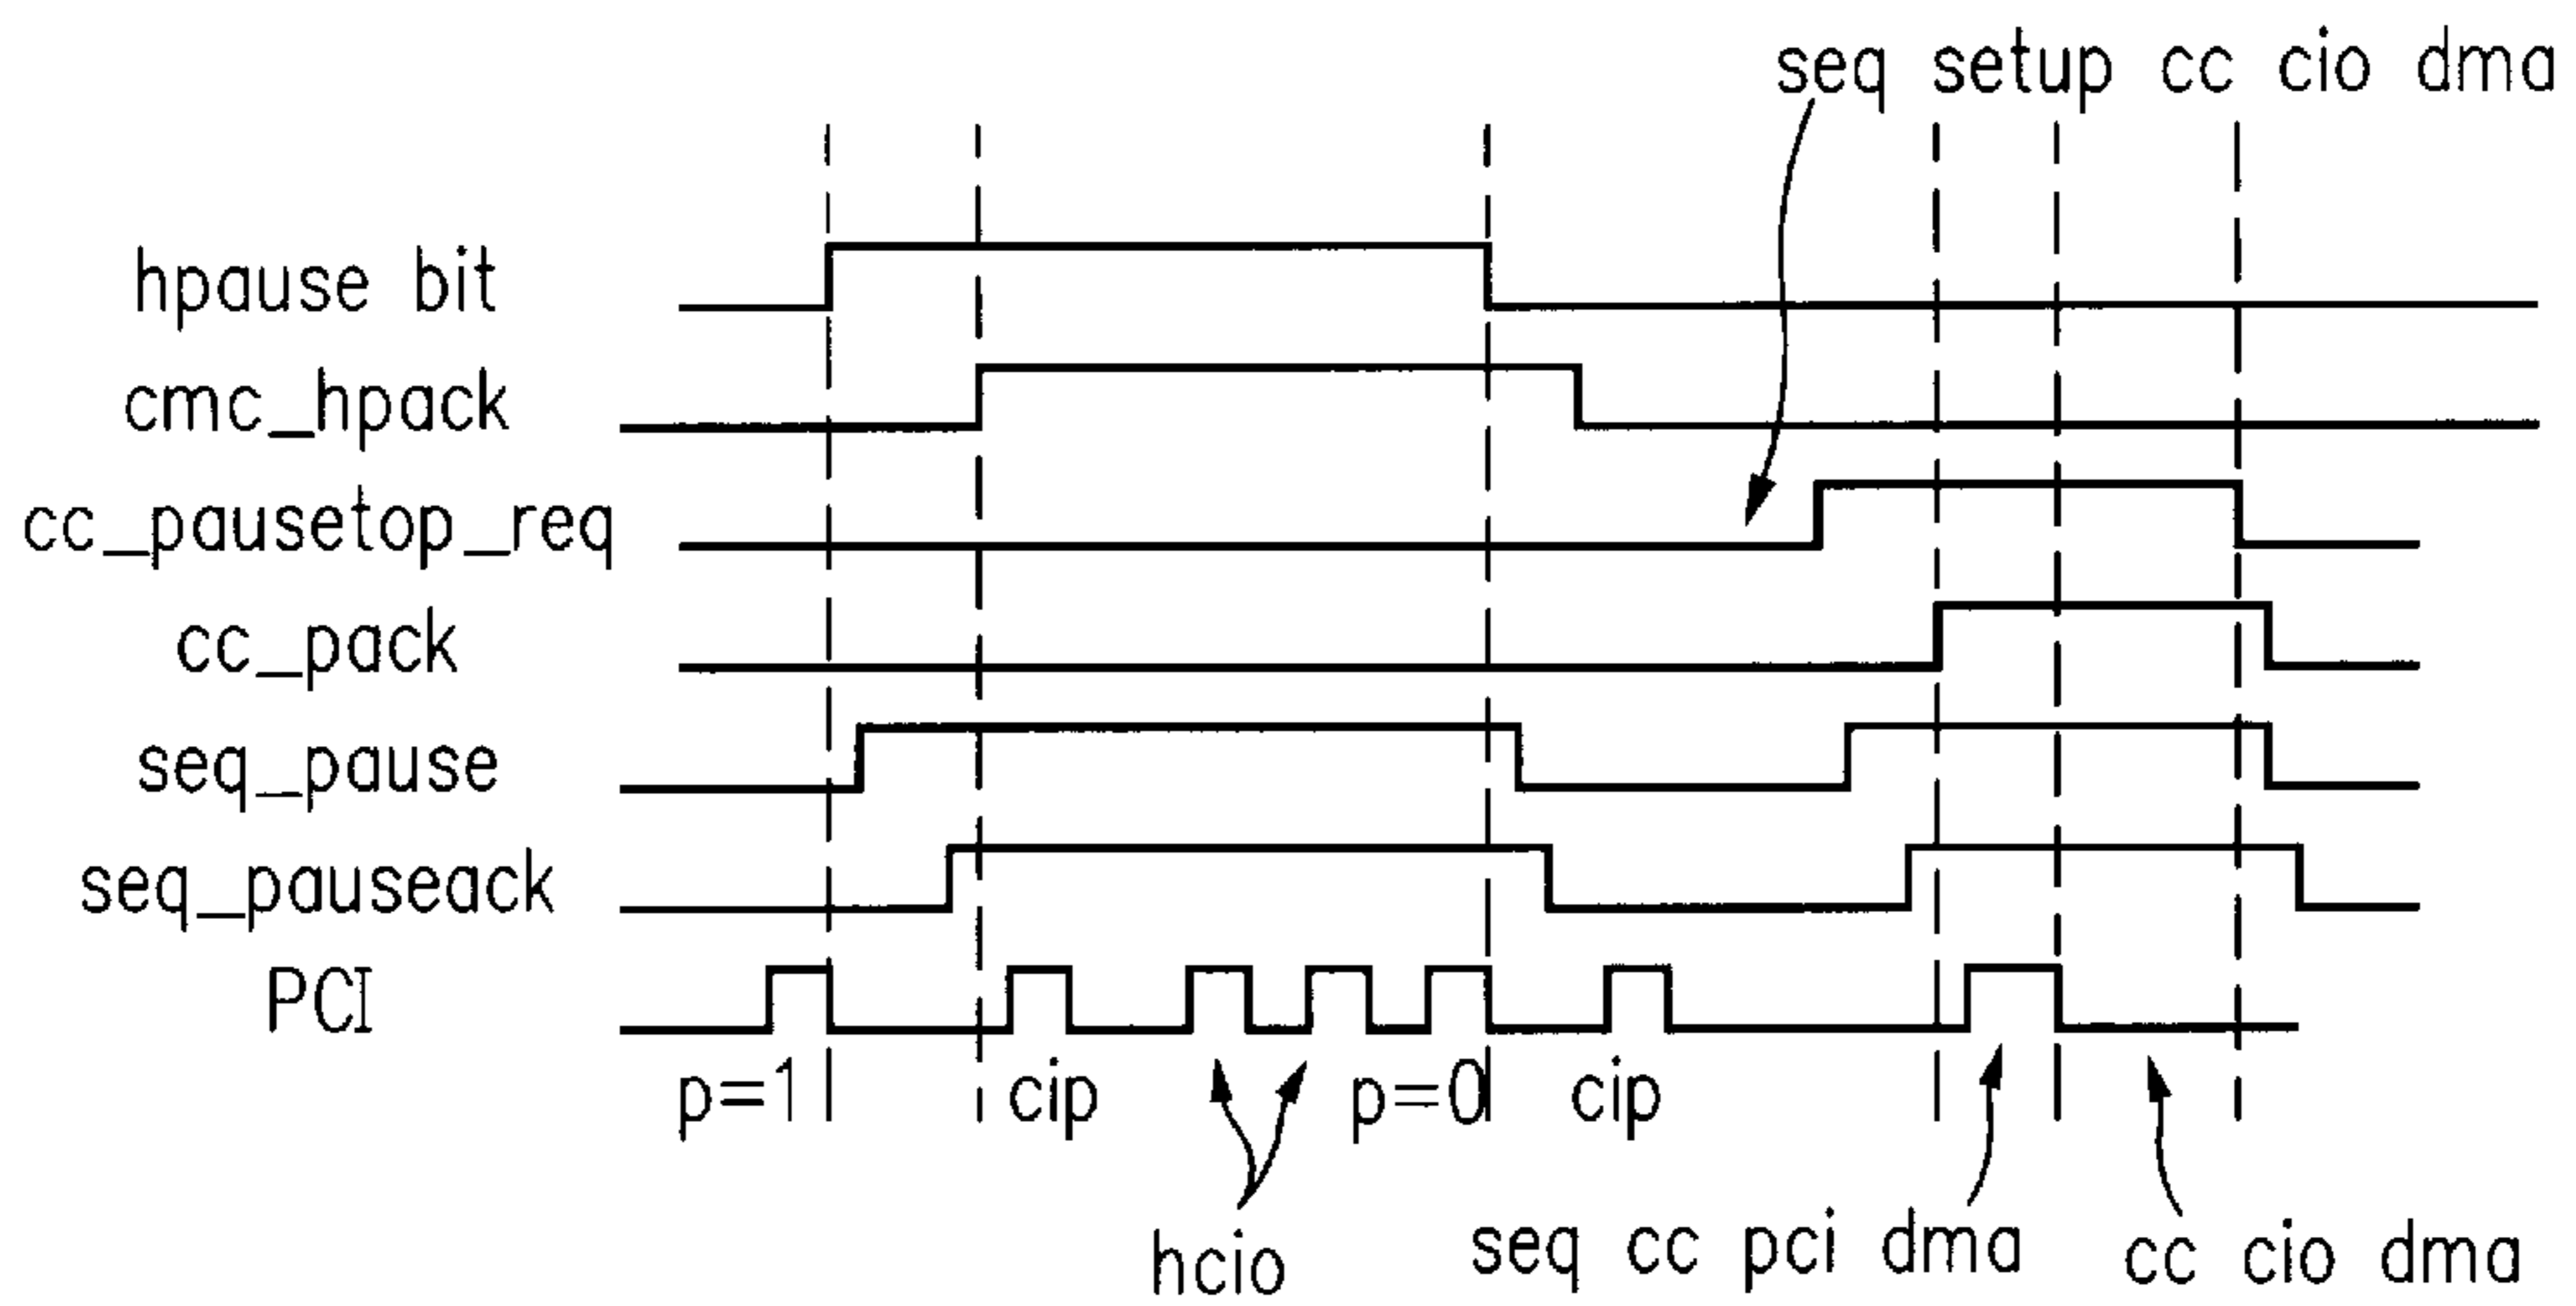 seq setup cc cio dma
hpause bit
cmc_hpack
cc_pausetop_req
cc_pack
seq_pause
seq_pauseack
PCI
p=1 cip p=0 cip
hcio seq cc pci dma cc cio dma